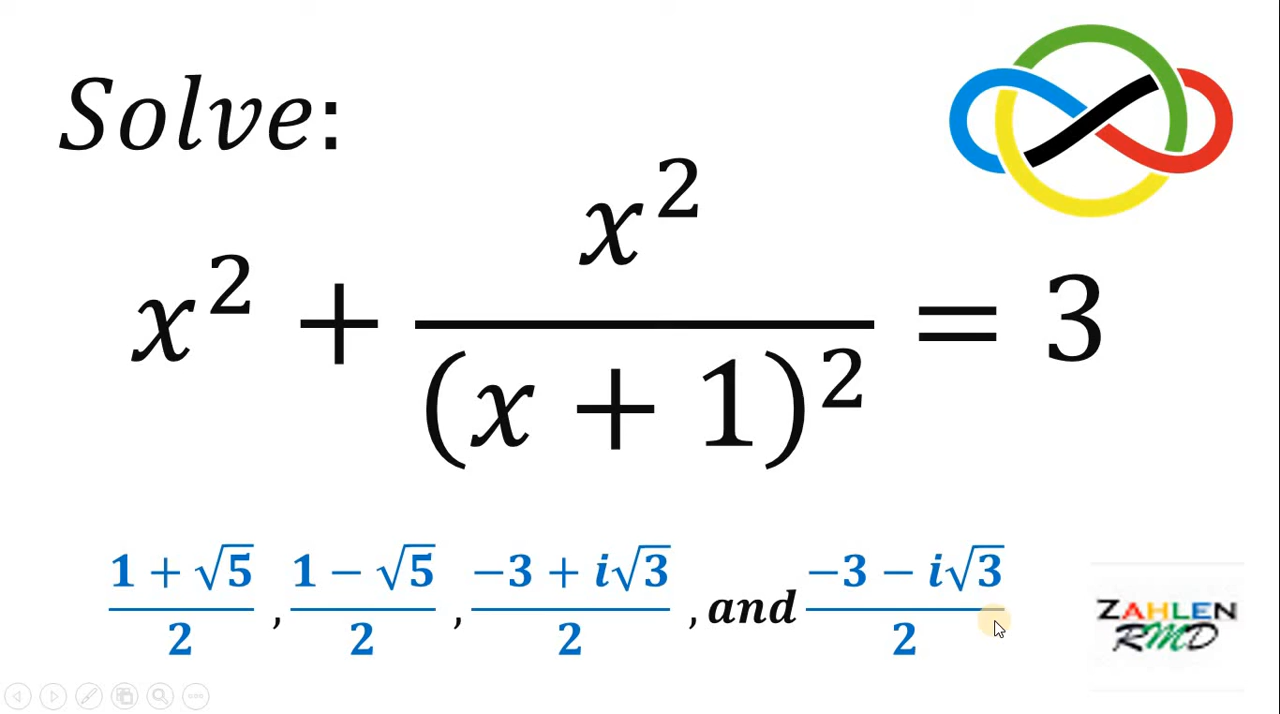 Solve:
x² + x²/(x + 1)² = 3
(1 + √5)/2 , (1 − √5)/2 , (−3 + i√3)/2 , and (−3 − i√3)/2
ZAHLEN
RMD